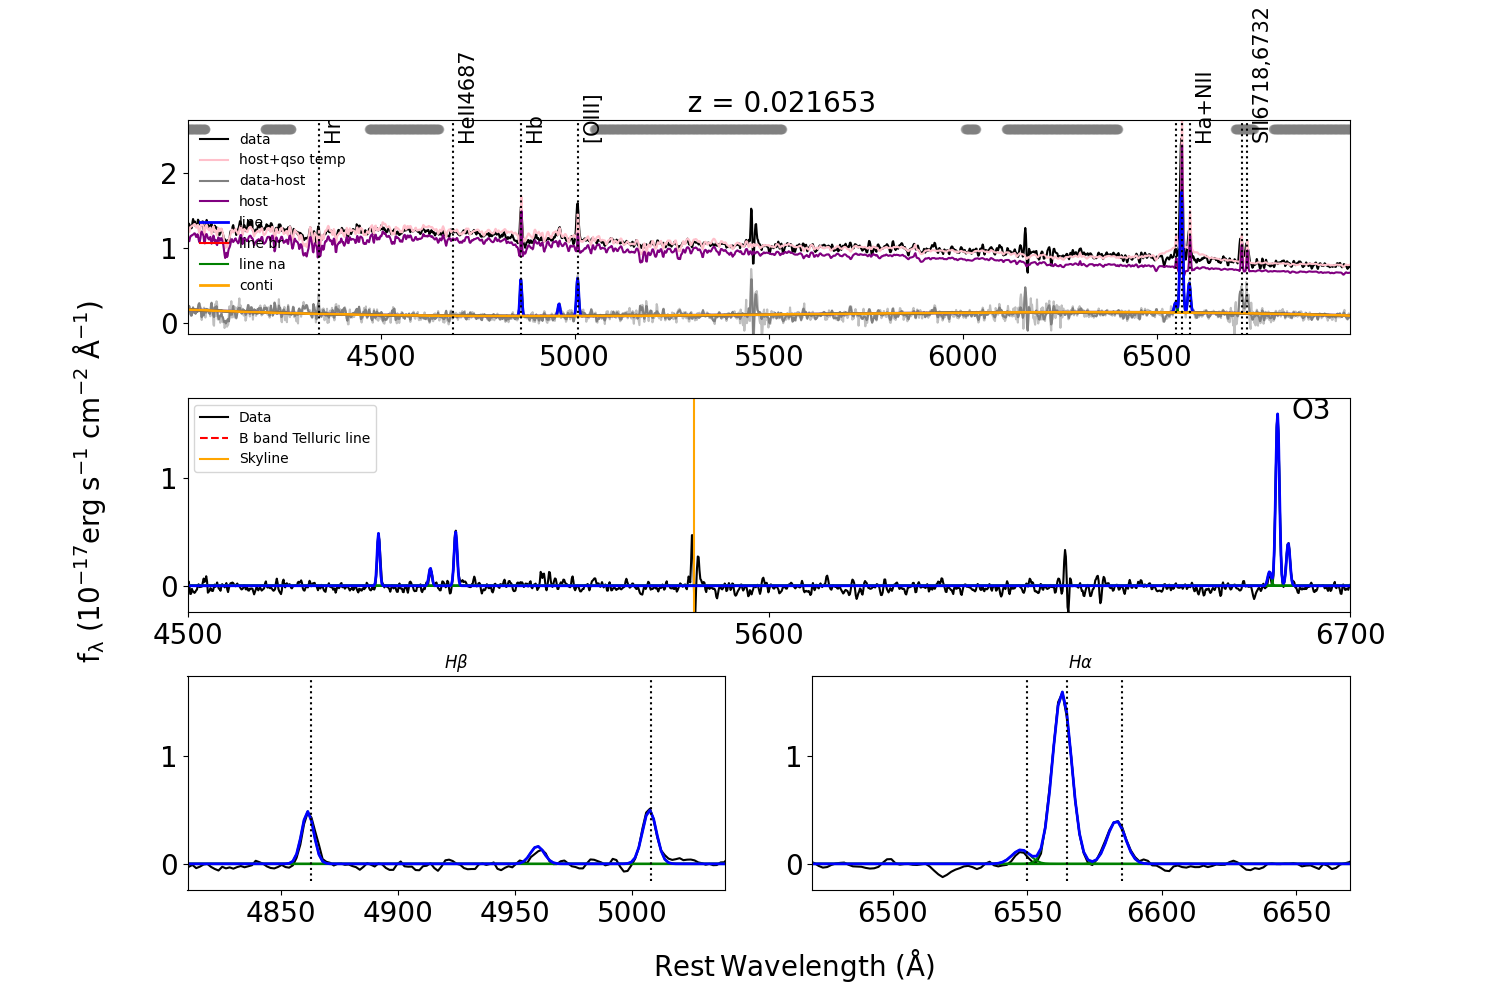 z = 0.021653
Hr
HeII4687
Hb
[OIII]
Ha+NII
SII6718,6732
data
host+qso temp
data-host
host
line
line br
line na
conti
2
1
0
4500
5000
5500
6000
6500
Data
B band Telluric line
Skyline
O3
1
0
4500
5600
6700
fλ (10⁻¹⁷erg s⁻¹ cm⁻² Å⁻¹)
Hβ
1
0
4850
4900
4950
5000
Hα
1
0
6500
6550
6600
6650
Rest Wavelength (Å)